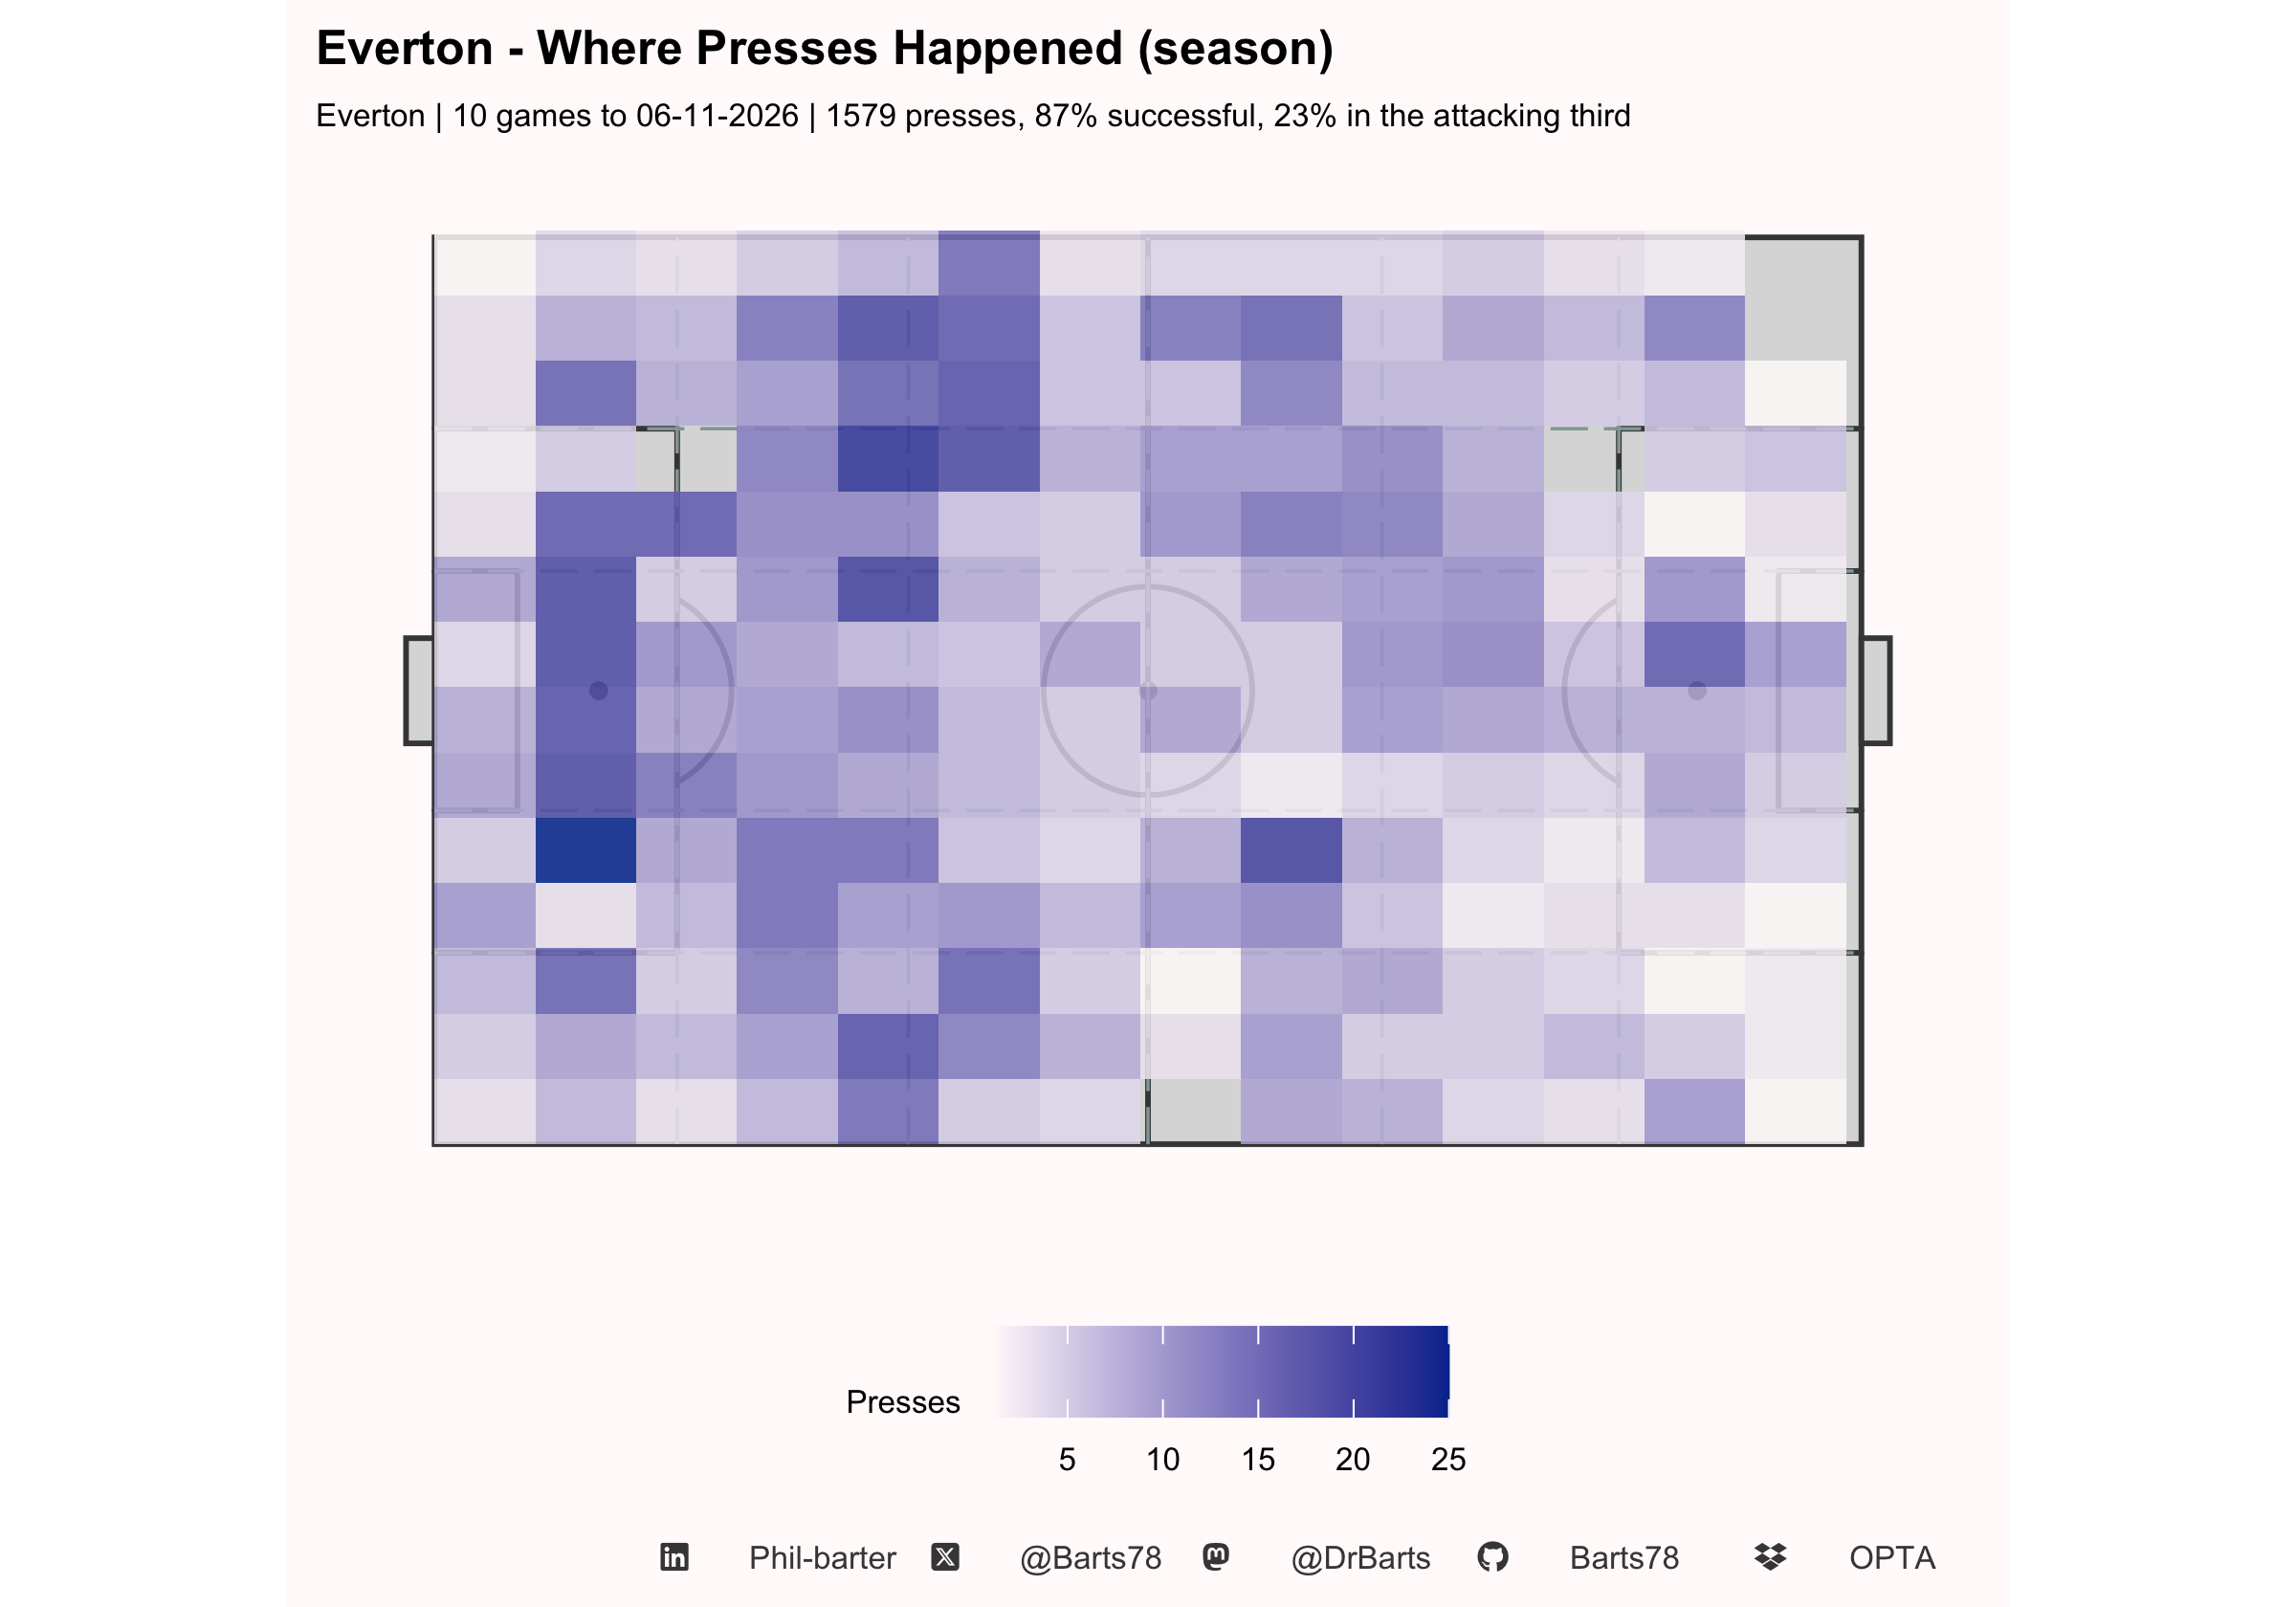 Everton - Where Presses Happened (season)
Everton | 10 games to 06-11-2026 | 1579 presses, 87% successful, 23% in the attacking third
Presses
5 10 15 20 25
Phil-barter @Barts78 @DrBarts Barts78 OPTA